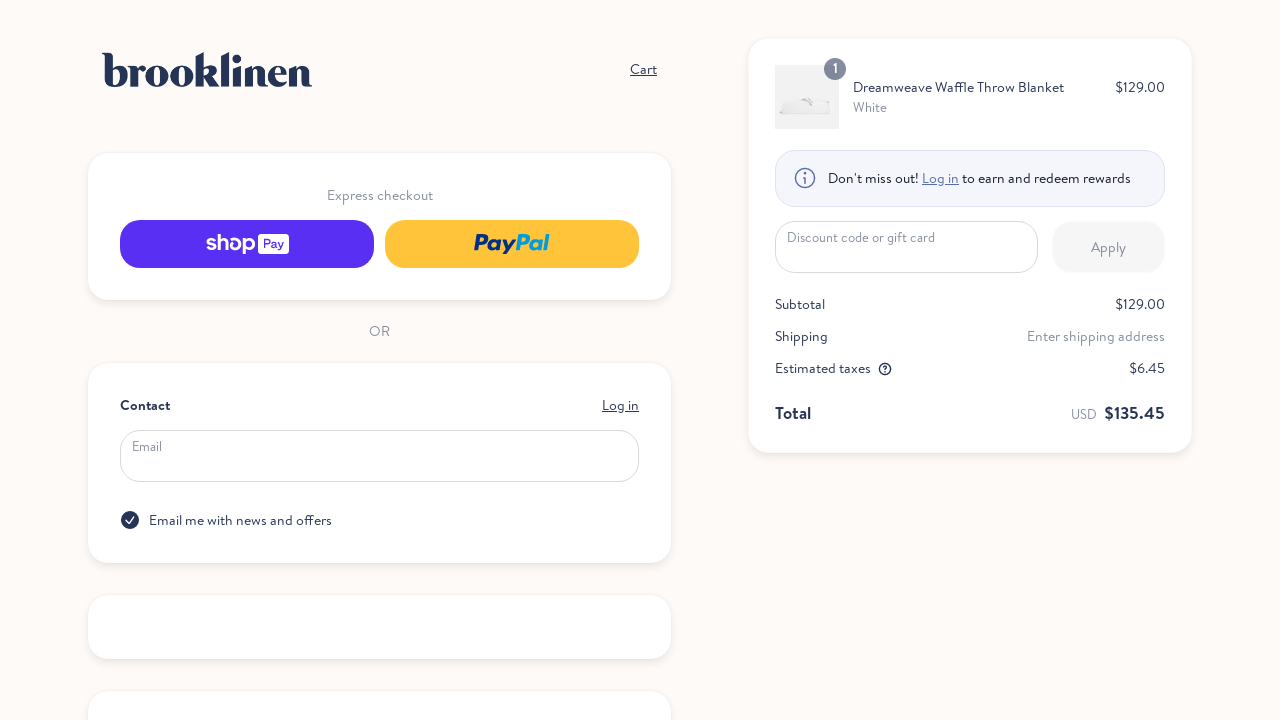 brooklinen
Cart
Express checkout
shop Pay
PayPal
OR
Contact
Log in
Email
Email me with news and offers
1
Dreamweave Waffle Throw Blanket
$129.00
White
Don't miss out! Log in to earn and redeem rewards
Discount code or gift card
Apply
Subtotal
$129.00
Shipping
Enter shipping address
Estimated taxes
$6.45
Total
USD $135.45